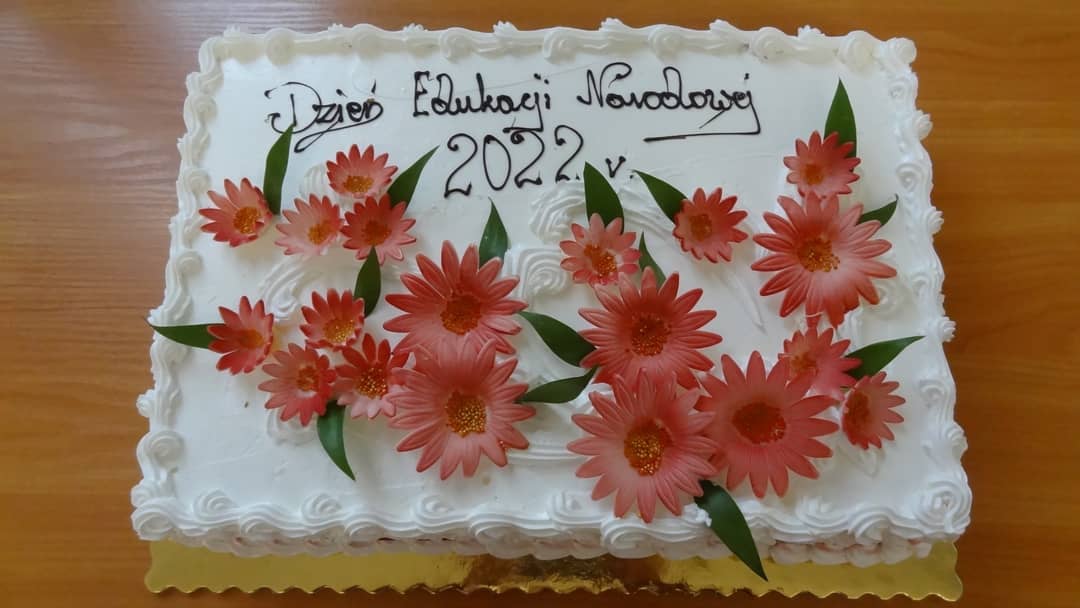 Dzień Edukacji Narodowej
2022 r.